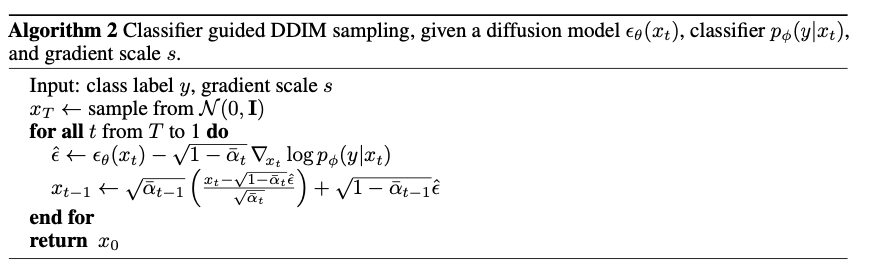 Algorithm 2 Classifier guided DDIM sampling, given a diffusion model ϵ_θ(x_t), classifier p_ϕ(y|x_t),
and gradient scale s.
Input: class label y, gradient scale s
x_T ← sample from 𝒩(0, I)
for all t from T to 1 do
ϵ̂ ← ϵ_θ(x_t) − √(1 − ᾱ_t) ∇_{x_t} log p_ϕ(y|x_t)
x_{t−1} ← √(ᾱ_{t−1}) ((x_t − √(1−ᾱ_t) ϵ̂) / √(ᾱ_t)) + √(1 − ᾱ_{t−1}) ϵ̂
end for
return x_0